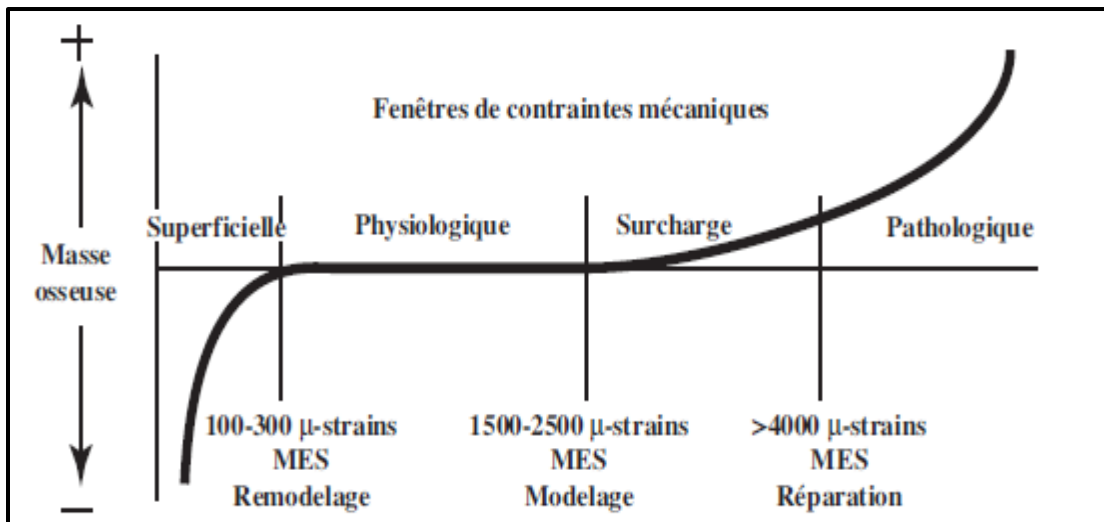 +
Fenêtres de contraintes mécaniques
Superficielle
Physiologique
Surcharge
Pathologique
Masse
osseuse
100-300 μ-strains
MES
Remodelage
1500-2500 μ-strains
MES
Modelage
>4000 μ-strains
MES
Réparation
−